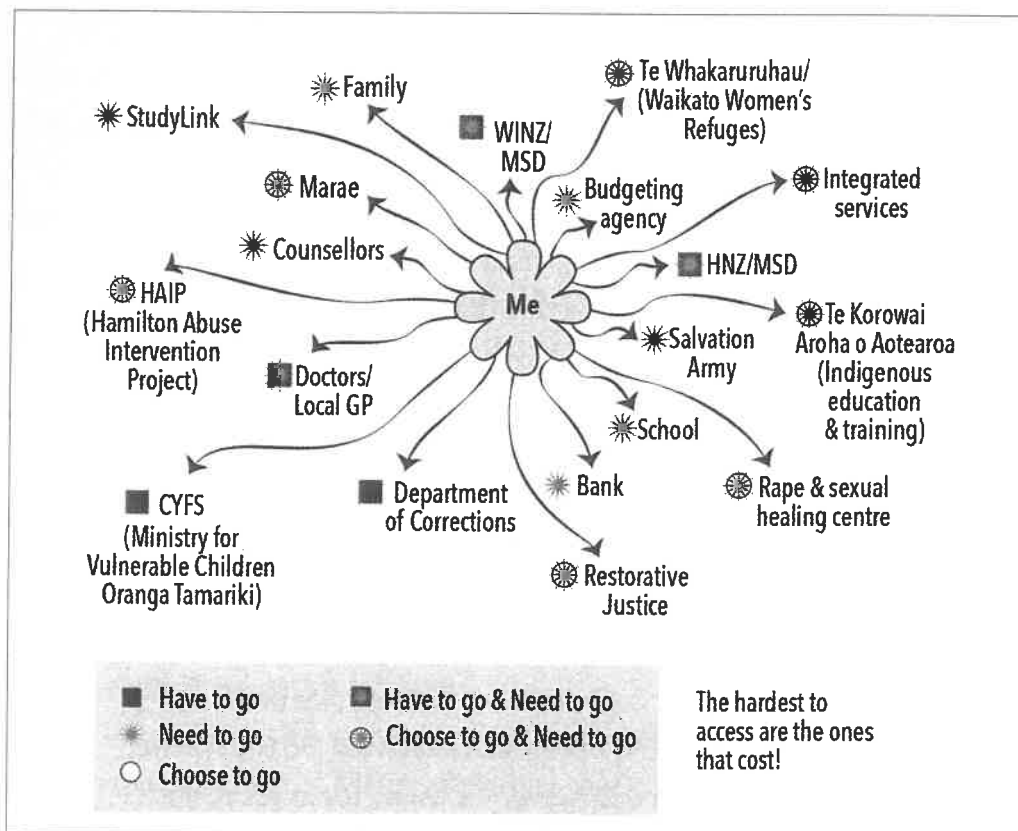 Family
StudyLink
Te Whakaruruhau/
(Waikato Women's
Refuges)
WINZ/
MSD
Marae
Budgeting
agency
Integrated
services
Counsellors
HNZ/MSD
HAIP
(Hamilton Abuse
Intervention
Project)
Me
Te Korowai
Aroha o Aotearoa
(Indigenous
education
& training)
Salvation
Army
Doctors/
Local GP
School
CYFS
(Ministry for
Vulnerable Children
Oranga Tamariki)
Department
of Corrections
Bank
Rape & sexual
healing centre
Restorative
Justice
Have to go
Need to go
Choose to go
Have to go & Need to go
Choose to go & Need to go
The hardest to
access are the ones
that cost!